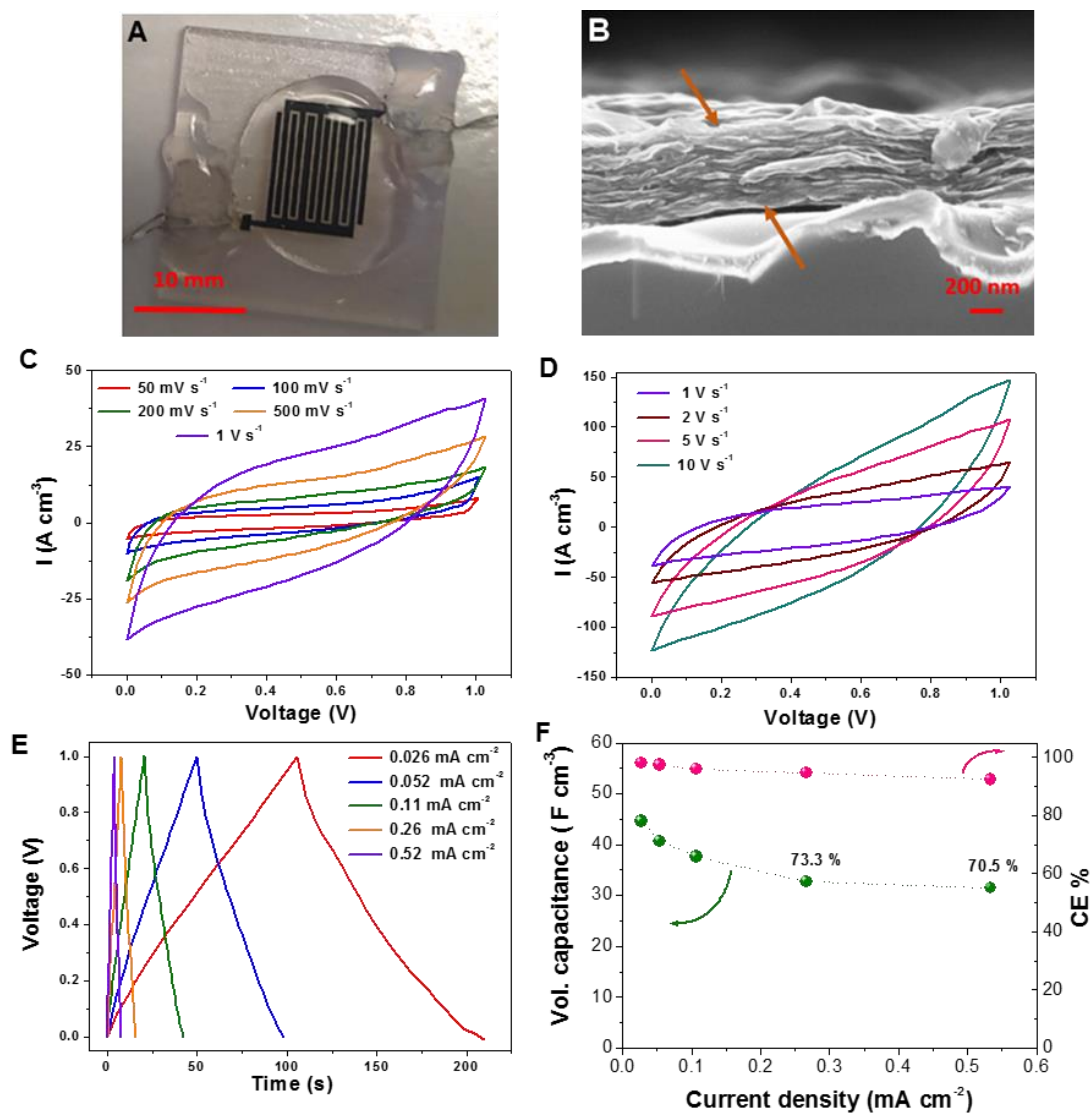 A
10 mm
B
200 nm
C
50 mV s⁻¹
100 mV s⁻¹
200 mV s⁻¹
500 mV s⁻¹
1 V s⁻¹
50
25
0
-25
-50
I (A cm⁻³)
0.0 0.2 0.4 0.6 0.8 1.0
Voltage (V)
D
1 V s⁻¹
2 V s⁻¹
5 V s⁻¹
10 V s⁻¹
150
100
50
0
-50
-100
-150
I (A cm⁻³)
0.0 0.2 0.4 0.6 0.8 1.0
Voltage (V)
E
0.026 mA cm⁻²
0.052 mA cm⁻²
0.11 mA cm⁻²
0.26 mA cm⁻²
0.52 mA cm⁻²
1.0
0.8
0.6
0.4
0.2
0.0
Voltage (V)
0 50 100 150 200
Time (s)
F
60
50
40
30
20
10
0
Vol. capacitance ( F cm⁻³)
73.3 %
70.5 %
100
80
60
40
20
0
CE %
0.0 0.1 0.2 0.3 0.4 0.5 0.6
Current density (mA cm⁻²)